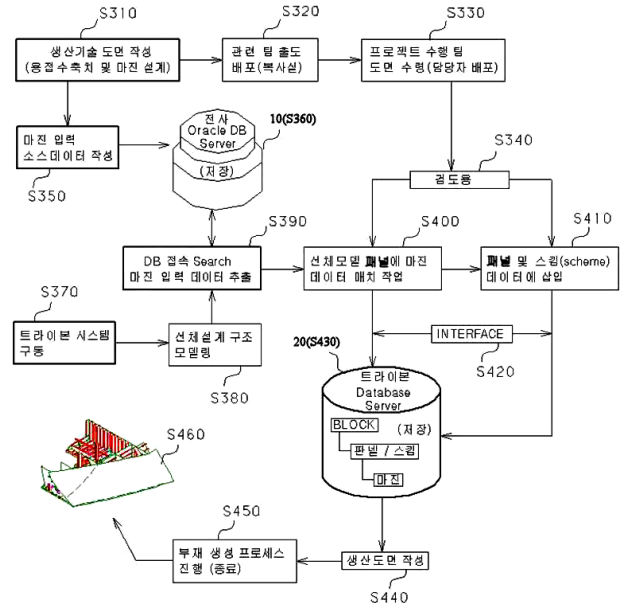 S310
생산기술 도면 작성
(용접수축치 및 마진 설계)
S320
관련 팀 출도
배포(복사실)
S330
프로젝트 수행 팀
도면 수령(담당자 배포)
마진 입력
소스데이터 작성
S350
전사
Oracle DB
Server
(저장)
10(S360)
S340
검도용
S390
DB 접속 Search
마진 입력 데이터 추출
S400
선체모델 패널에 마진
데이터 매치 작업
S410
패널 및 스킴(scheme)
데이터에 삽입
S370
트라이본 시스템
구동
선체설계 구조
모델링
S380
INTERFACE
S420
20(S430)
트라이본
Database
Server
BLOCK
(저장)
판넬 / 스킴
마진
S460
S450
부재 생성 프로세스
진행 (종료)
생산도면 작성
S440